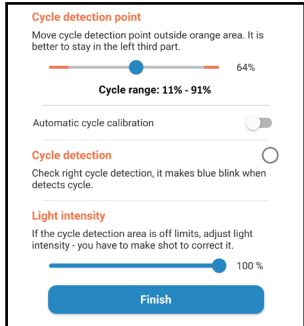 Cycle detection point
Move cycle detection point outside orange area. It is
better to stay in the left third part.
64%
Cycle range: 11% - 91%
Automatic cycle calibration
Cycle detection
Check right cycle detection, it makes blue blink when
detects cycle.
Light intensity
If the cycle detection area is off limits, adjust light
intensity - you have to make shot to correct it.
100 %
Finish